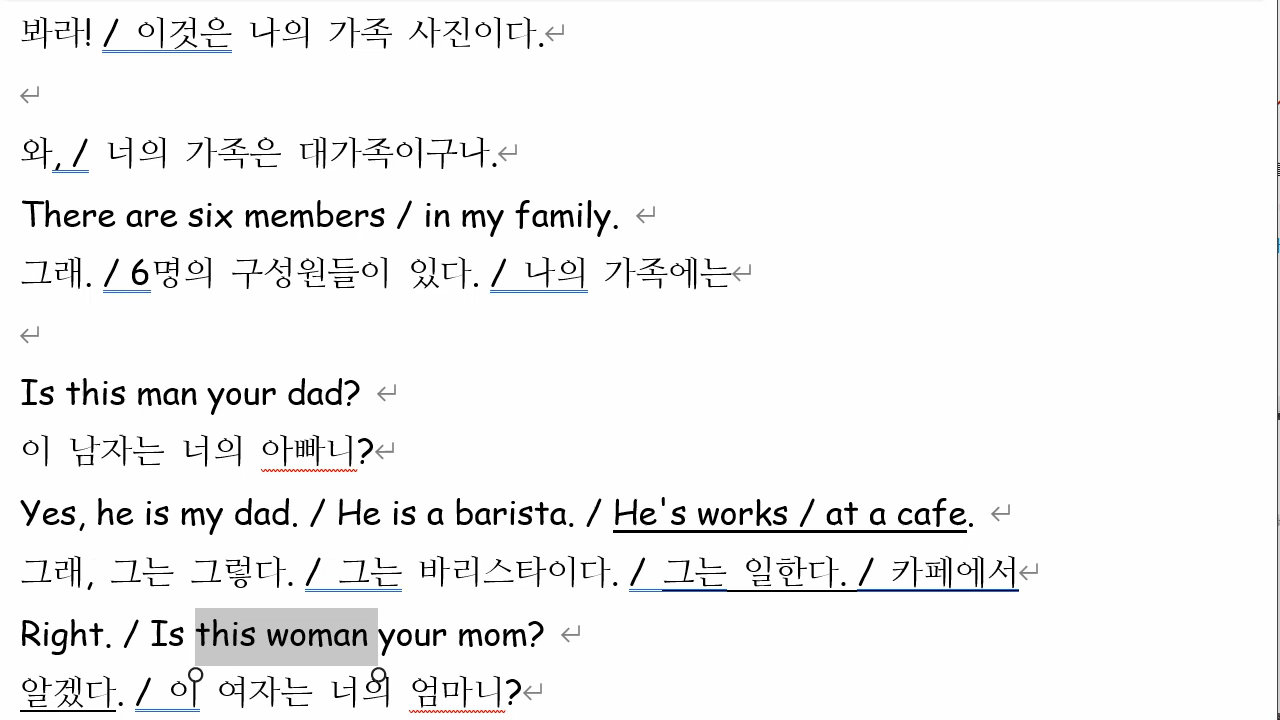 봐라! / 이것은 나의 가족 사진이다.
와, / 너의 가족은 대가족이구나.
There are six members / in my family.
그래. / 6명의 구성원들이 있다. / 나의 가족에는
Is this man your dad?
이 남자는 너의 아빠니?
Yes, he is my dad. / He is a barista. / He's works / at a cafe.
그래, 그는 그렇다. / 그는 바리스타이다. / 그는 일한다. / 카페에서
Right. / Is this woman your mom?
알겠다. / 이 여자는 너의 엄마니?